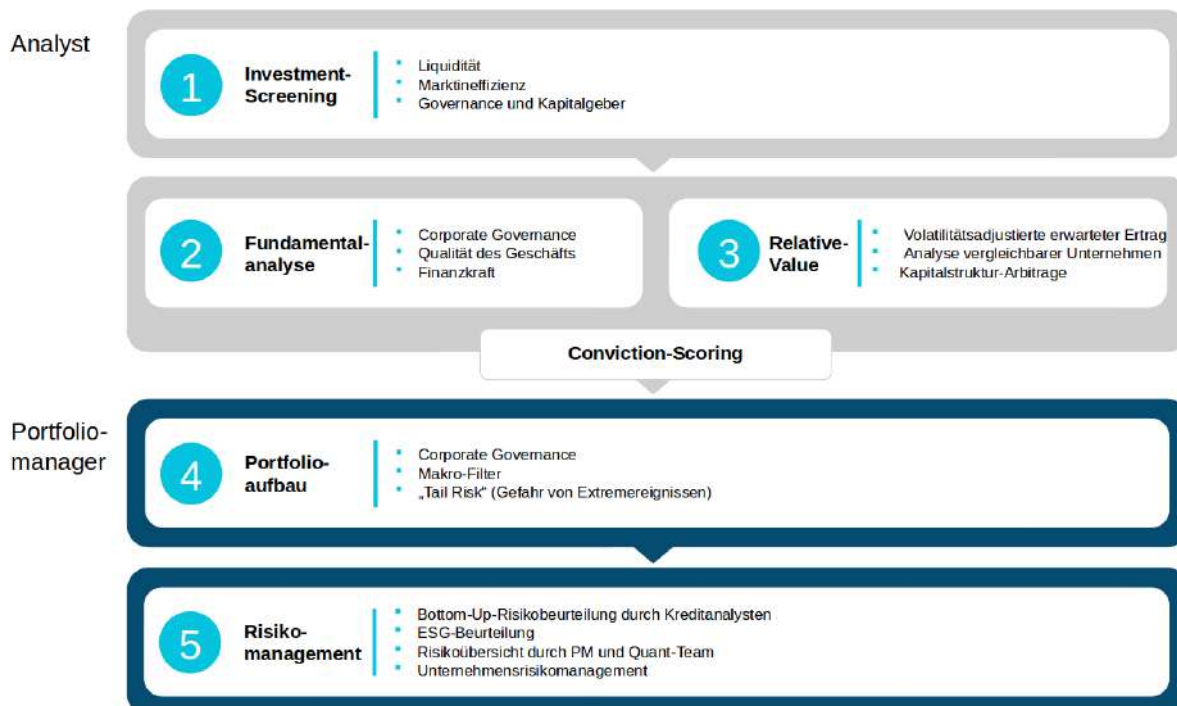 Analyst
1
Investment-
Screening
Liquidität
Marktineffizienz
Governance und Kapitalgeber
2
Fundamental-
analyse
Corporate Governance
Qualität des Geschäfts
Finanzkraft
3
Relative-
Value
Volatilitätsadjustierte erwarteter Ertrag
Analyse vergleichbarer Unternehmen
Kapitalstruktur-Arbitrage
Conviction-Scoring
Portfolio-
manager
4
Portfolio-
aufbau
Corporate Governance
Makro-Filter
„Tail Risk“ (Gefahr von Extremereignissen)
5
Risiko-
management
Bottom-Up-Risikobeurteilung durch Kreditanalysten
ESG-Beurteilung
Risikoübersicht durch PM und Quant-Team
Unternehmensrisikomanagement